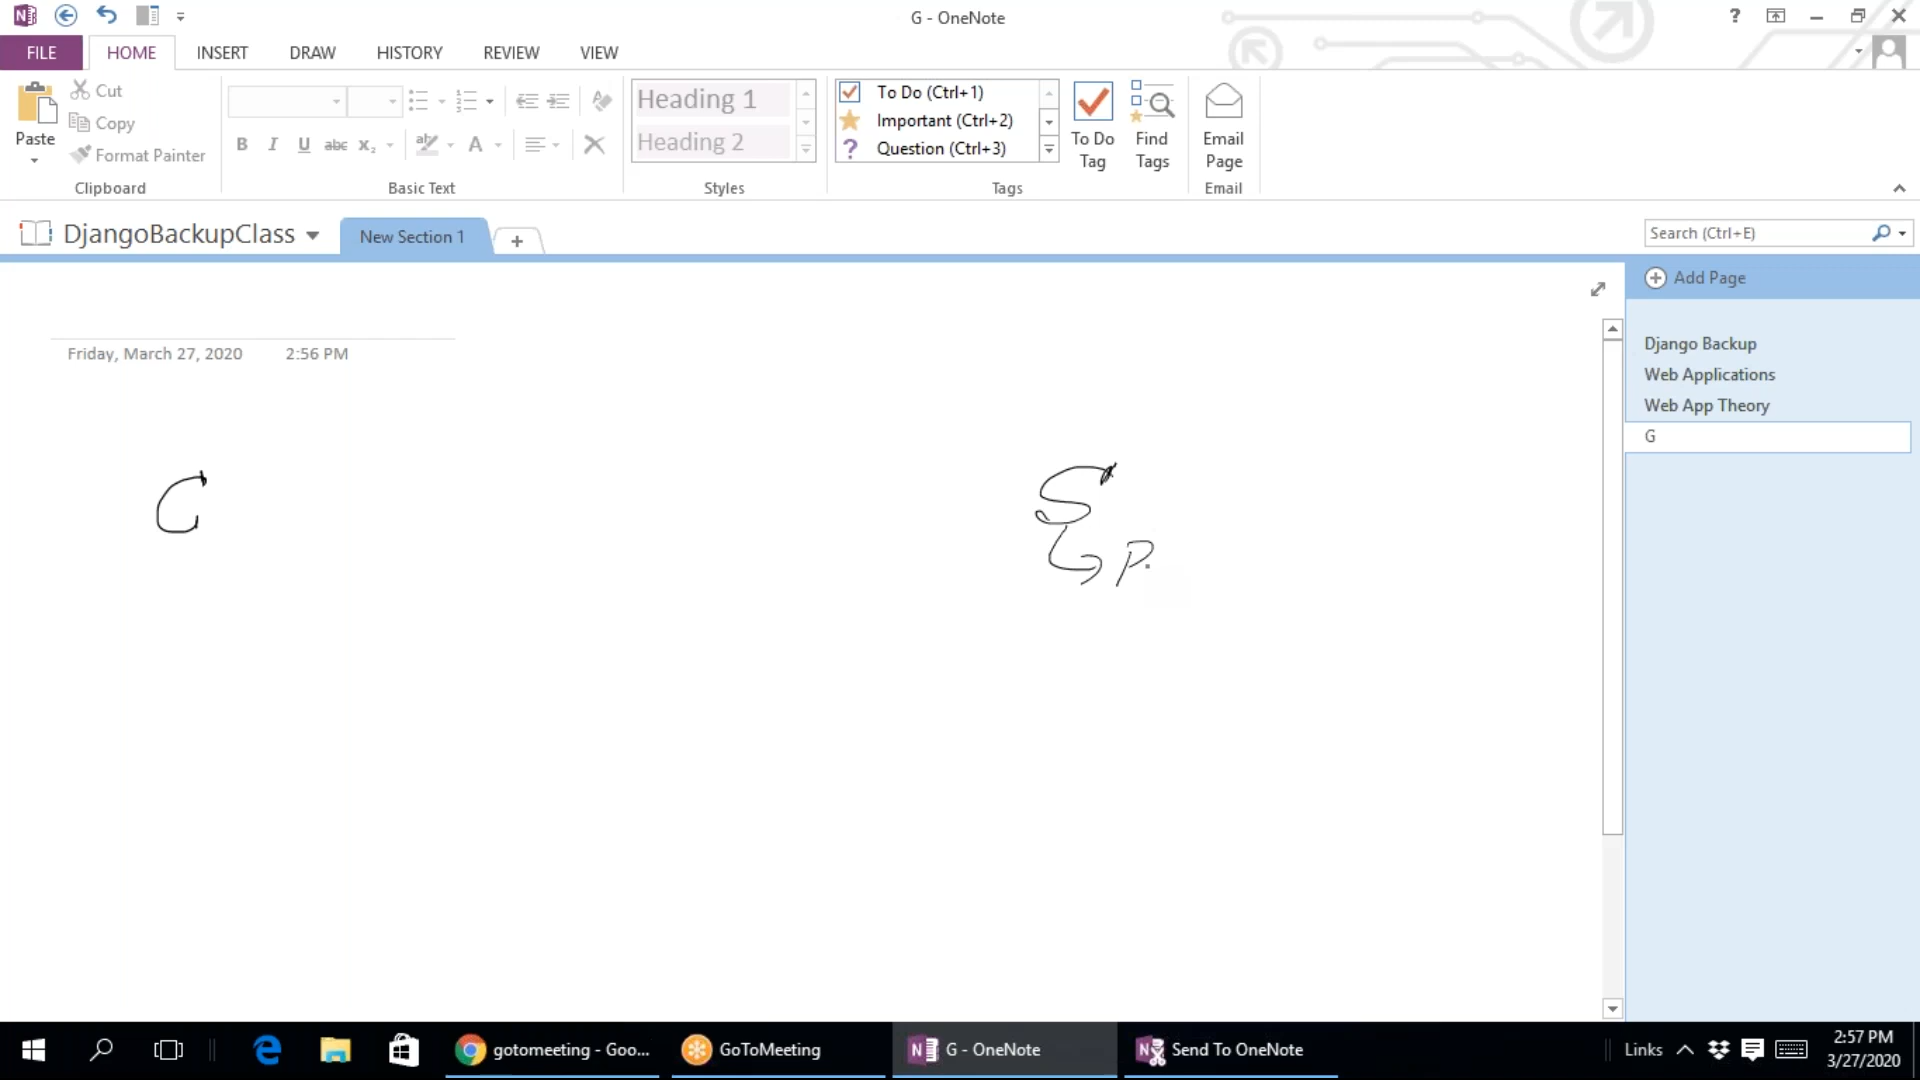 G - OneNote
?
FILE HOME INSERT DRAW HISTORY REVIEW VIEW
Paste
Cut
Copy
Format Painter
Clipboard
B I U abc x₂ ab A
Basic Text
Heading 1
Heading 2
Styles
To Do (Ctrl+1)
Important (Ctrl+2)
? Question (Ctrl+3)
Tags
To Do
Tag
Find
Tags
Email
Page
Email
DjangoBackupClass
New Section 1
+
Search (Ctrl+E)
Add Page
Django Backup
Web Applications
Web App Theory
G
Friday, March 27, 2020 2:56 PM
C
S
P.
gotomeeting - Goo...
GoToMeeting
G - OneNote
Send To OneNote
Links
2:57 PM
3/27/2020